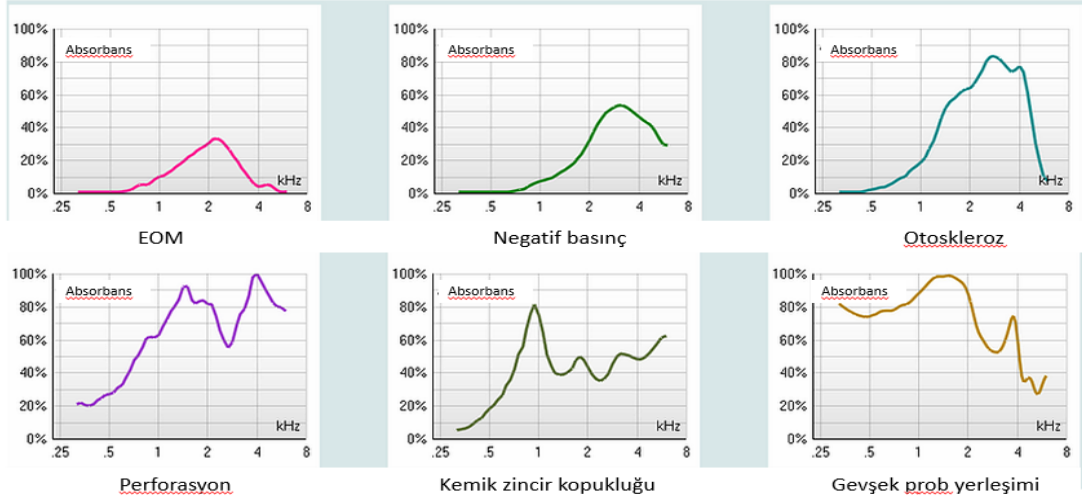 100%
80%
60%
40%
20%
0%
Absorbans
kHz
.25 .5 1 2 4 8
EOM
100%
80%
60%
40%
20%
0%
Absorbans
kHz
.25 .5 1 2 4 8
Negatif basınç
100%
80%
60%
40%
20%
0%
Absorbans
kHz
.25 .5 1 2 4 8
Otoskleroz
100%
80%
60%
40%
20%
0%
Absorbans
kHz
.25 .5 1 2 4 8
Perforasyon
100%
80%
60%
40%
20%
0%
Absorbans
kHz
.25 .5 1 2 4 8
Kemik zincir kopukluğu
100%
80%
60%
40%
20%
0%
Absorbans
kHz
.25 .5 1 2 4 8
Gevşek prob yerleşimi